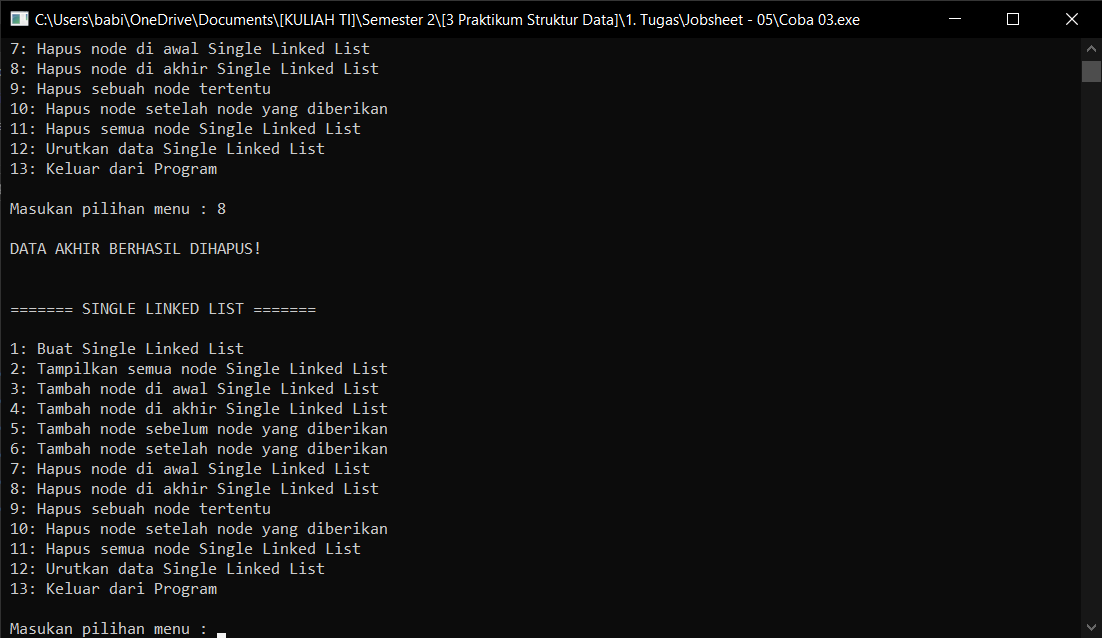 C:\Users\babi\OneDrive\Documents\[KULIAH TI]\Semester 2\[3 Praktikum Struktur Data]\1. Tugas\Jobsheet - 05\Coba 03.exe
7: Hapus node di awal Single Linked List
8: Hapus node di akhir Single Linked List
9: Hapus sebuah node tertentu
10: Hapus node setelah node yang diberikan
11: Hapus semua node Single Linked List
12: Urutkan data Single Linked List
13: Keluar dari Program
Masukan pilihan menu : 8
DATA AKHIR BERHASIL DIHAPUS!
======= SINGLE LINKED LIST =======
1: Buat Single Linked List
2: Tampilkan semua node Single Linked List
3: Tambah node di awal Single Linked List
4: Tambah node di akhir Single Linked List
5: Tambah node sebelum node yang diberikan
6: Tambah node setelah node yang diberikan
7: Hapus node di awal Single Linked List
8: Hapus node di akhir Single Linked List
9: Hapus sebuah node tertentu
10: Hapus node setelah node yang diberikan
11: Hapus semua node Single Linked List
12: Urutkan data Single Linked List
13: Keluar dari Program
Masukan pilihan menu :